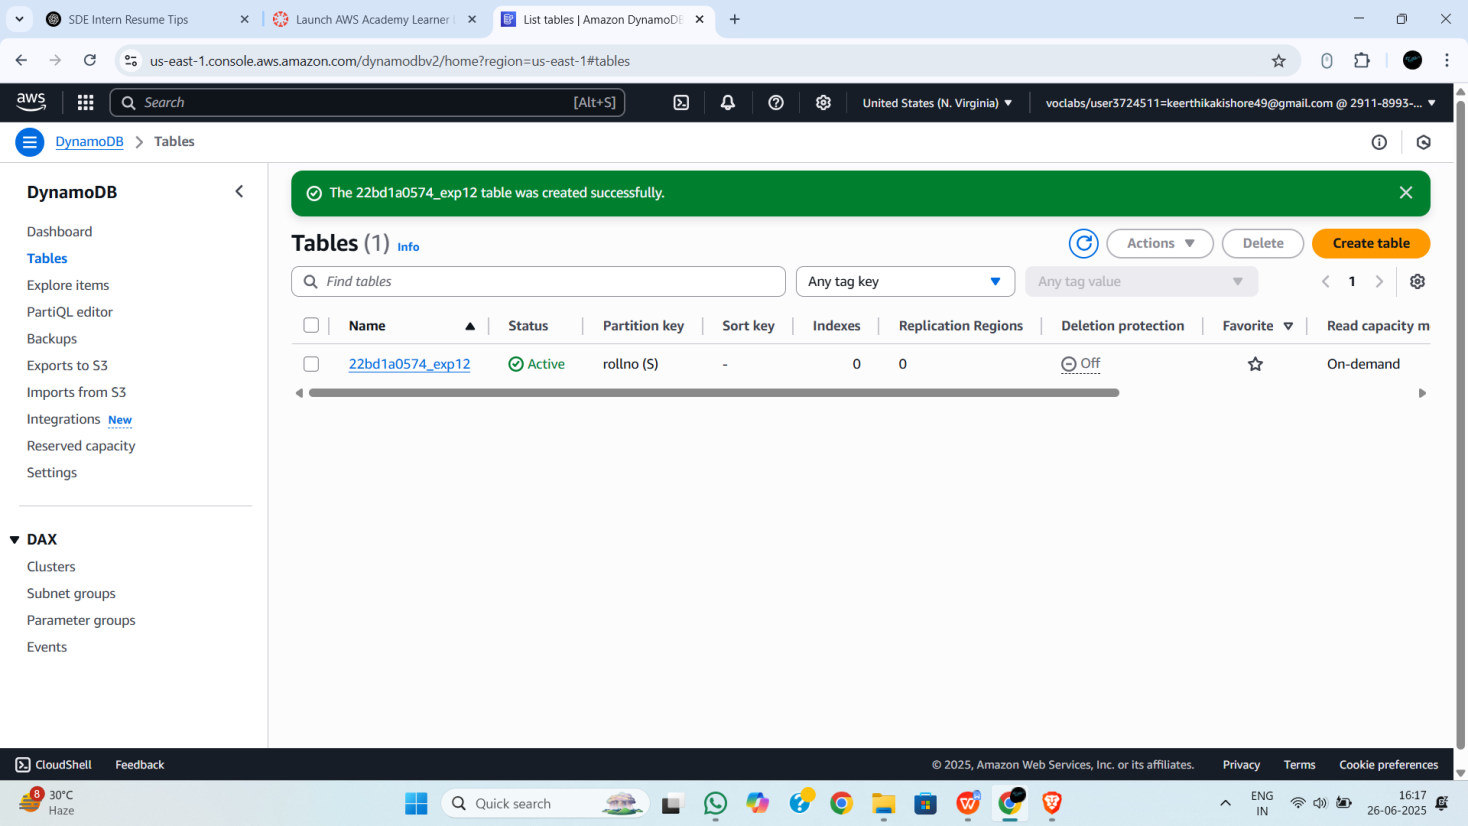 SDE Intern Resume Tips
Launch AWS Academy Learner
List tables | Amazon DynamoDB
us-east-1.console.aws.amazon.com/dynamodbv2/home?region=us-east-1#tables
aws
Search [Alt+S]
United States (N. Virginia)
voclabs/user3724511=keerthikakishore49@gmail.com @ 2911-8993-...
DynamoDB > Tables
DynamoDB
Dashboard
Tables
Explore items
PartiQL editor
Backups
Exports to S3
Imports from S3
Integrations New
Reserved capacity
Settings
DAX
Clusters
Subnet groups
Parameter groups
Events
The 22bd1a0574_exp12 table was created successfully.
Tables (1) Info
Actions
Delete
Create table
Find tables
Any tag key
Any tag value
1
Name Status Partition key Sort key Indexes Replication Regions Deletion protection Favorite Read capacity m
22bd1a0574_exp12 Active rollno (S) - 0 0 Off On-demand
CloudShell Feedback © 2025, Amazon Web Services, Inc. or its affiliates. Privacy Terms Cookie preferences
8
30°C
Haze
Quick search
ENG
IN
16:17
26-06-2025